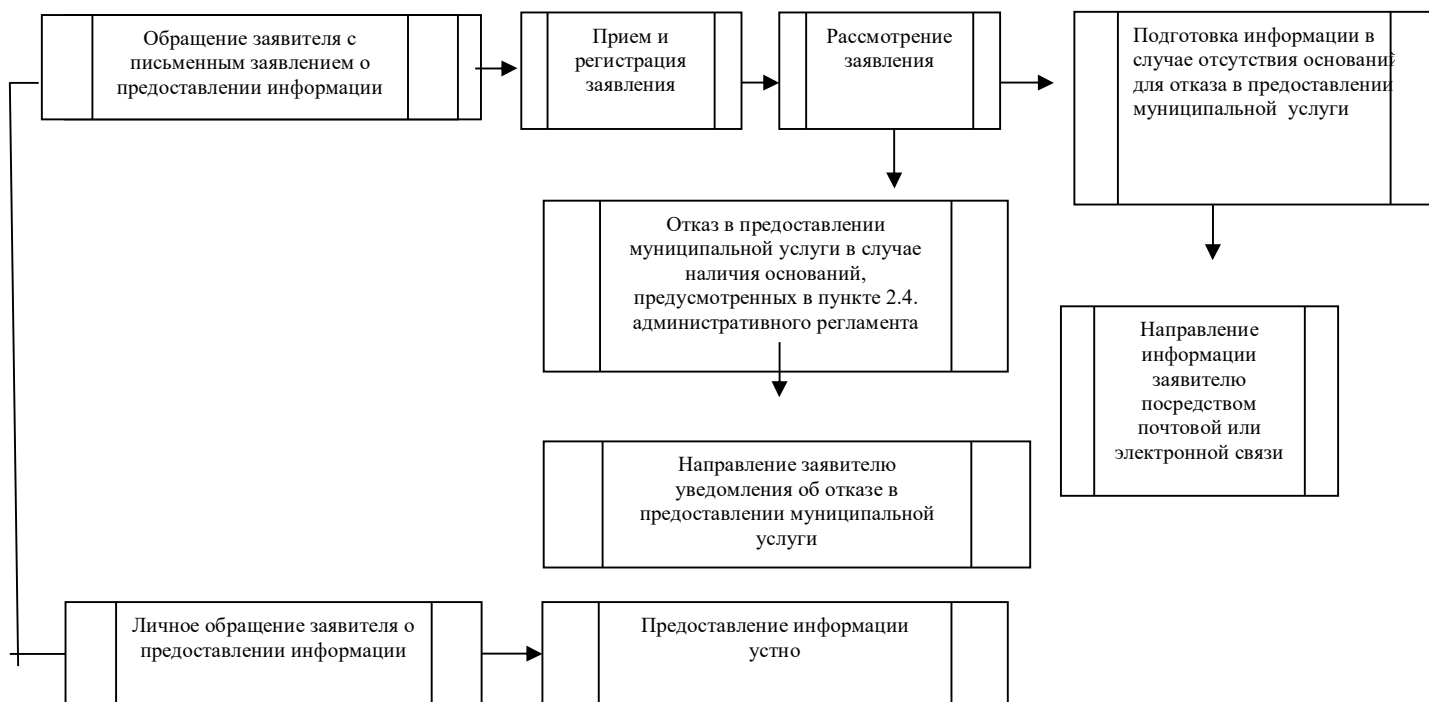 Обращение заявителя с
письменным заявлением о
предоставлении информации
Прием и
регистрация
заявления
Рассмотрение
заявления
Подготовка информации в
случае отсутствия оснований
для отказа в предоставлении
муниципальной услуги
Отказ в предоставлении
муниципальной услуги в случае
наличия оснований,
предусмотренных в пункте 2.4.
административного регламента
Направление
информации
заявителю
посредством
почтовой или
электронной связи
Направление заявителю
уведомления об отказе в
предоставлении муниципальной
услуги
Личное обращение заявителя о
предоставлении информации
Предоставление информации
устно